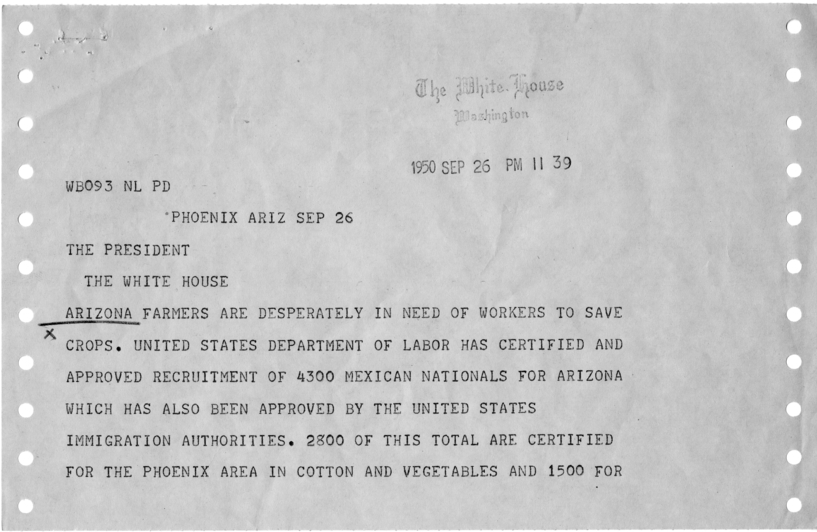 The White House
Washington
1950 SEP 26 PM 11 39
WB093 NL PD
PHOENIX ARIZ SEP 26
THE PRESIDENT
THE WHITE HOUSE
ARIZONA FARMERS ARE DESPERATELY IN NEED OF WORKERS TO SAVE
x
CROPS. UNITED STATES DEPARTMENT OF LABOR HAS CERTIFIED AND
APPROVED RECRUITMENT OF 4300 MEXICAN NATIONALS FOR ARIZONA
WHICH HAS ALSO BEEN APPROVED BY THE UNITED STATES
IMMIGRATION AUTHORITIES. 2800 OF THIS TOTAL ARE CERTIFIED
FOR THE PHOENIX AREA IN COTTON AND VEGETABLES AND 1500 FOR